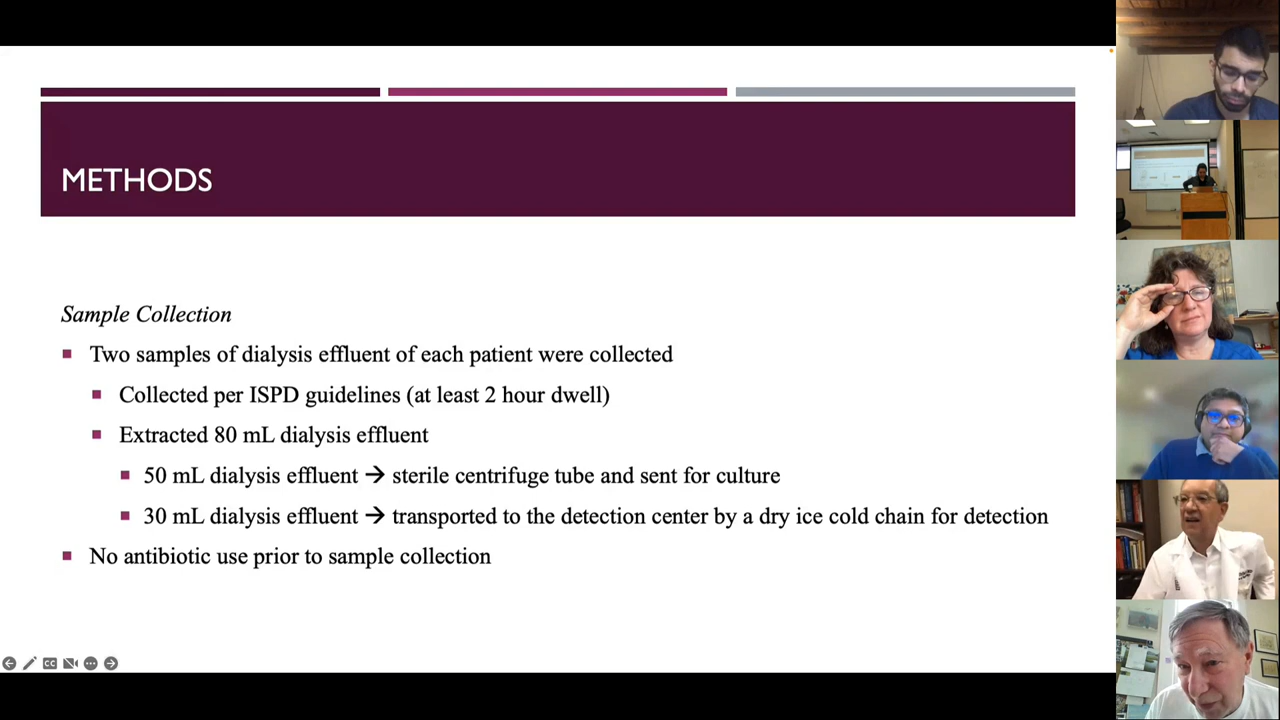 METHODS
Sample Collection
Two samples of dialysis effluent of each patient were collected
Collected per ISPD guidelines (at least 2 hour dwell)
Extracted 80 mL dialysis effluent
50 mL dialysis effluent → sterile centrifuge tube and sent for culture
30 mL dialysis effluent → transported to the detection center by a dry ice cold chain for detection
No antibiotic use prior to sample collection
CC